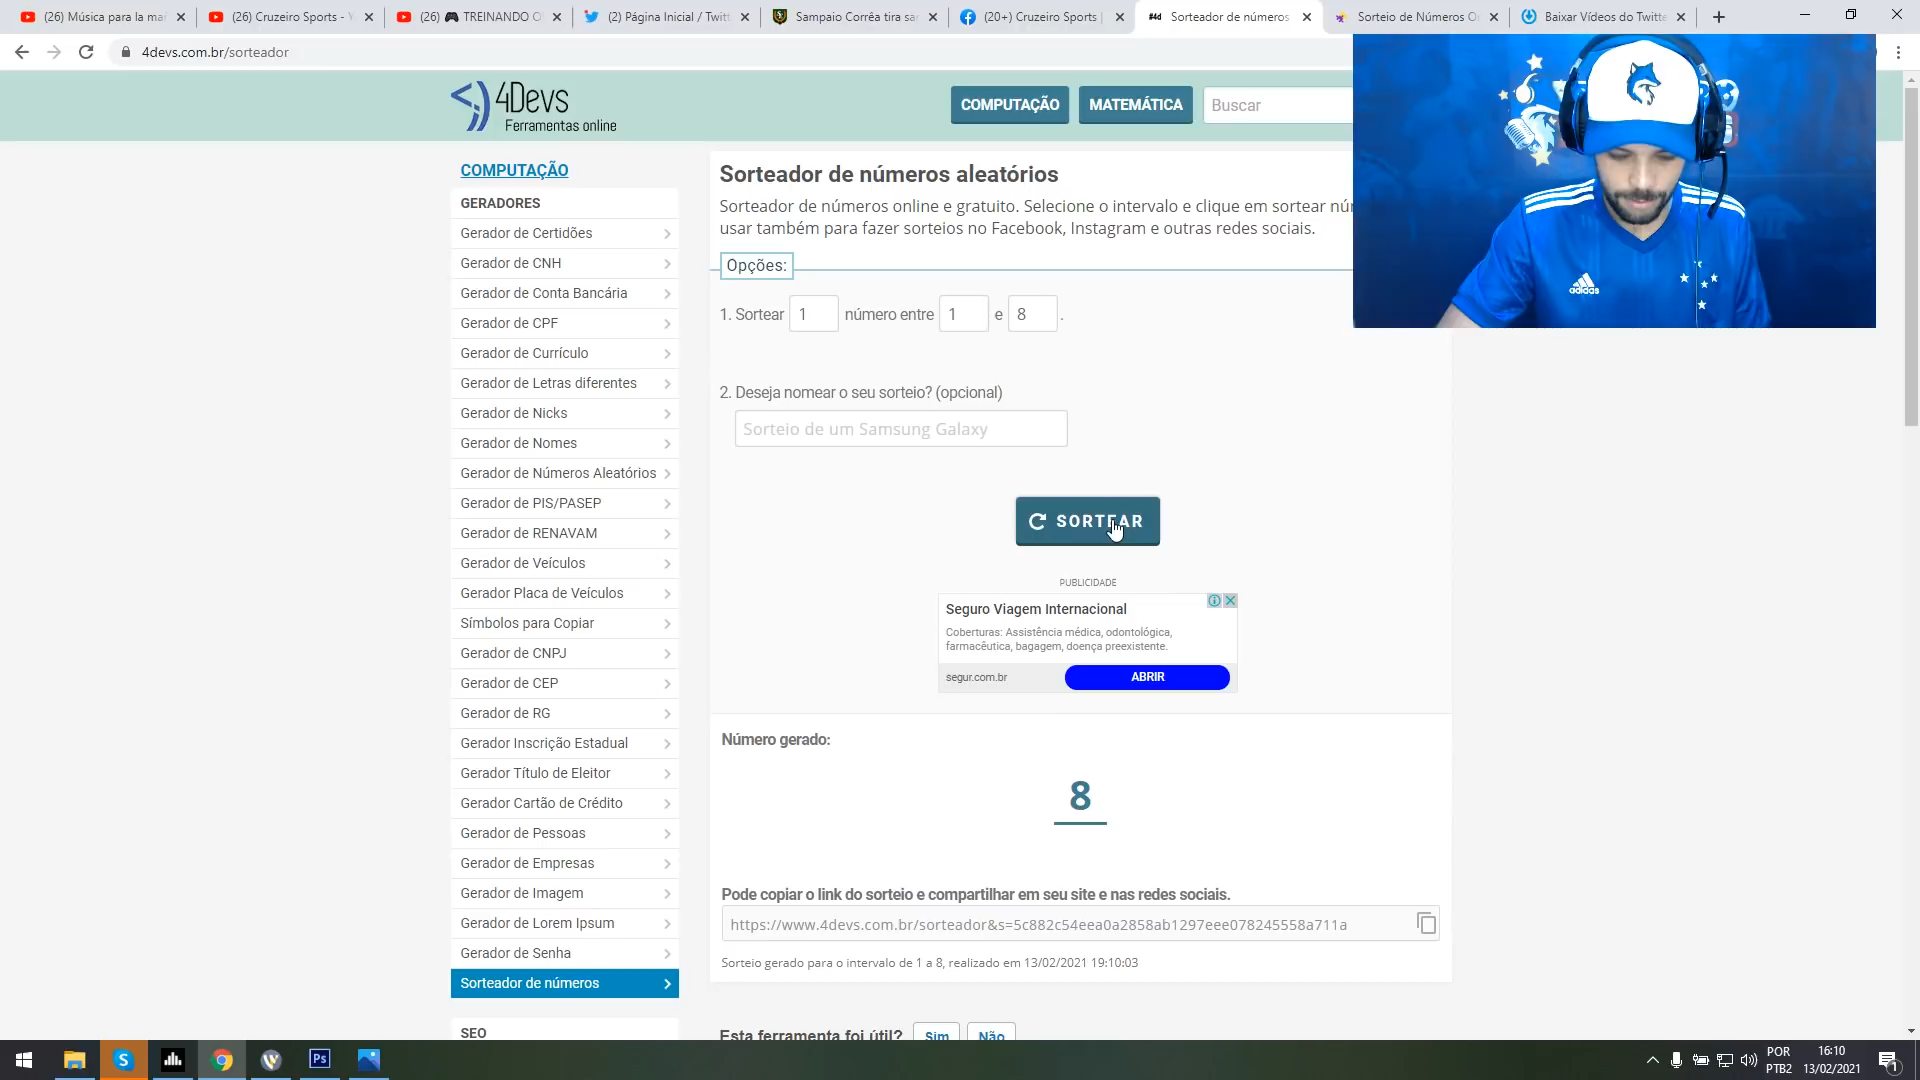 (26) Música para la mañ
(26) Cruzeiro Sports - Y
(26) 🎮 TREINANDO O
(2) Página Inicial / Twitt
Sampaio Corrêa tira sar
(20+) Cruzeiro Sports |
Sorteador de números
Sorteio de Números O
Baixar Vídeos do Twitte
4devs.com.br/sorteador
4Devs
Ferramentas online
COMPUTAÇÃO
MATEMÁTICA
Buscar
COMPUTAÇÃO
GERADORES
Gerador de Certidões
Gerador de CNH
Gerador de Conta Bancária
Gerador de CPF
Gerador de Currículo
Gerador de Letras diferentes
Gerador de Nicks
Gerador de Nomes
Gerador de Números Aleatórios
Gerador de PIS/PASEP
Gerador de RENAVAM
Gerador de Veículos
Gerador Placa de Veículos
Símbolos para Copiar
Gerador de CNPJ
Gerador de CEP
Gerador de RG
Gerador Inscrição Estadual
Gerador Título de Eleitor
Gerador Cartão de Crédito
Gerador de Pessoas
Gerador de Empresas
Gerador de Imagem
Gerador de Lorem Ipsum
Gerador de Senha
Sorteador de números
SEO
Sorteador de números aleatórios
Sorteador de números online e gratuito. Selecione o intervalo e clique em sortear núr
usar também para fazer sorteios no Facebook, Instagram e outras redes sociais.
Opções:
1. Sortear 1 número entre 1 e 8 .
2. Deseja nomear o seu sorteio? (opcional)
Sorteio de um Samsung Galaxy
SORTEAR
PUBLICIDADE
Seguro Viagem Internacional
Coberturas: Assistência médica, odontológica,
farmacêutica, bagagem, doença preexistente.
segur.com.br
ABRIR
Número gerado:
8
Pode copiar o link do sorteio e compartilhar em seu site e nas redes sociais.
https://www.4devs.com.br/sorteador&s=5c882c54eea0a2858ab1297eee078245558a711a
Sorteio gerado para o intervalo de 1 a 8, realizado em 13/02/2021 19:10:03
Esta ferramenta foi útil? Sim Não
adidas
S
Ps
POR
PTB2
16:10
13/02/2021
1